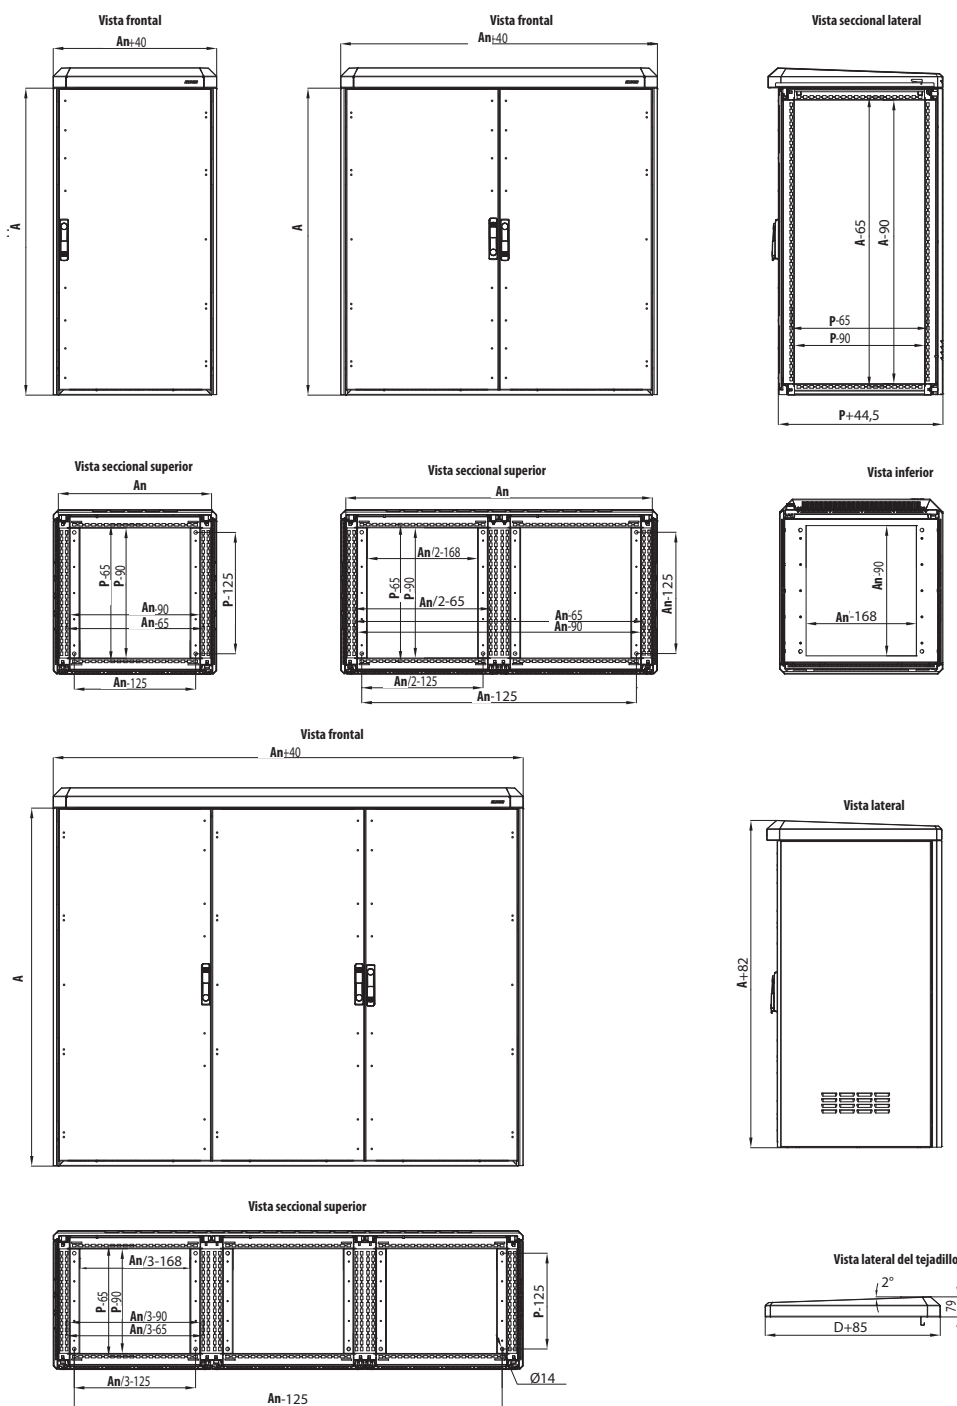 Vista frontal
An+40
A
Vista frontal
An+40
A
Vista seccional lateral
A-65
A-90
P-65
P-90
P+44,5
Vista seccional superior
An
P-65
P-90
P-125
An-90
An-65
An-125
Vista seccional superior
An
An/2-168
P-65
P-90
An/2-65
An-65
An-90
An-125
An/2-125
An-125
Vista inferior
An-90
An-168
Vista frontal
An+40
A
Vista lateral
A+82
Vista seccional superior
An/3-168
P-65
P-90
An/3-90
An/3-65
P-125
An/3-125
Ø14
An-125
Vista lateral del tejadillo
2°
79
D+85